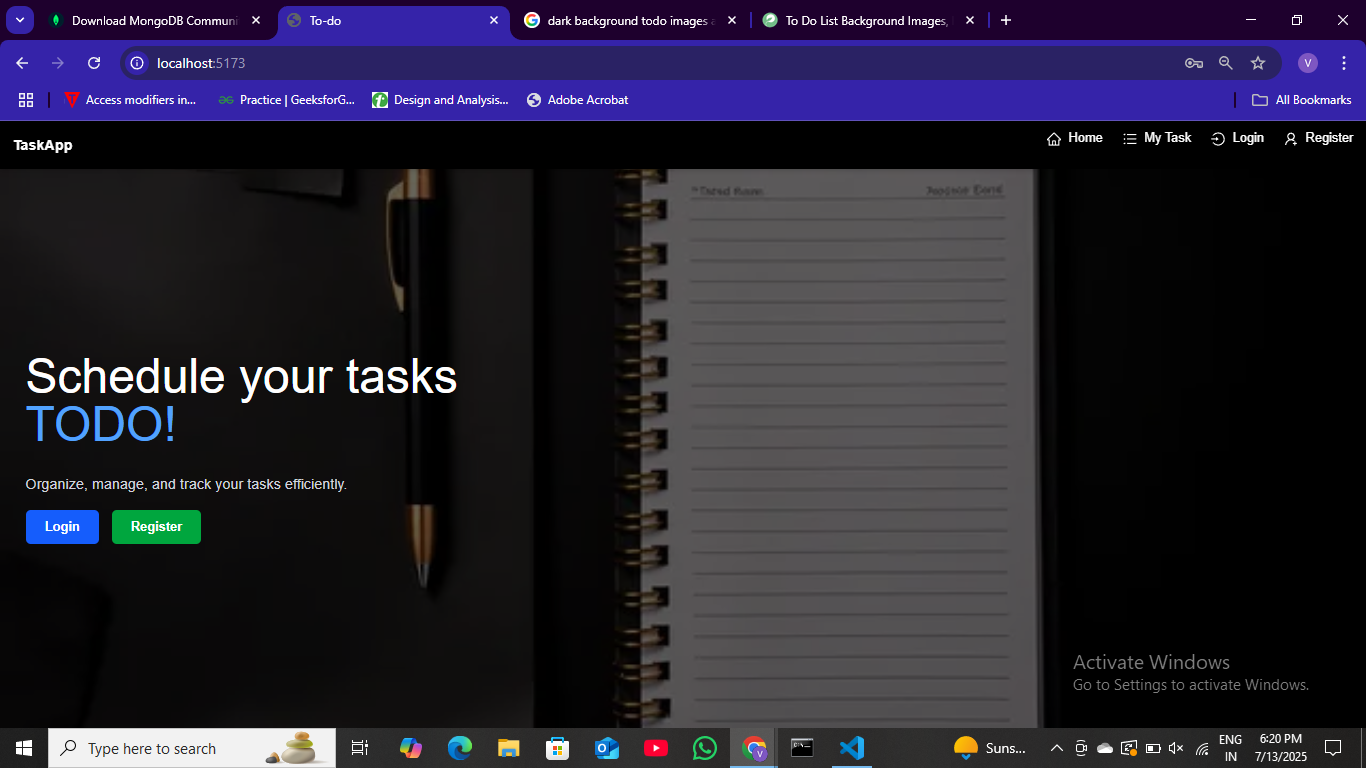 Download MongoDB Communi
To-do
dark background todo images a
To Do List Background Images,
localhost:5173
V
Access modifiers in...
Practice | GeeksforG...
Design and Analysis...
Adobe Acrobat
All Bookmarks
TaskApp
Home
My Task
Login
Register
Schedule your tasks
TODO!
Organize, manage, and track your tasks efficiently.
Login
Register
Activate Windows
Go to Settings to activate Windows.
Type here to search
V
Suns...
ENG
IN
6:20 PM
7/13/2025